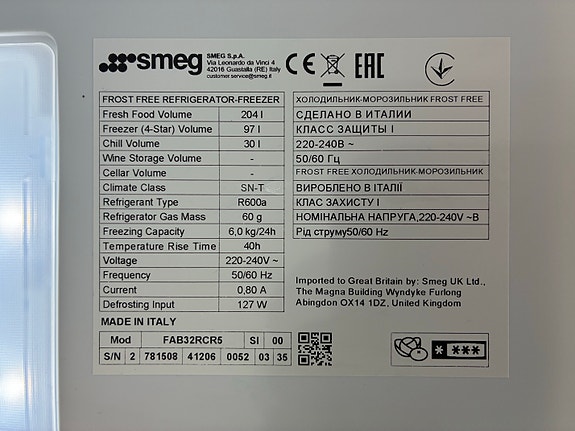 smeg
SMEG S.p.A.
Via Leonardo da Vinci 4
42016 Guastalla (RE) Italy
customer.service@smeg.it
CE
EAC
FROST FREE REFRIGERATOR-FREEZER
Fresh Food Volume 204 l
Freezer (4-Star) Volume 97 l
Chill Volume 30 l
Wine Storage Volume -
Cellar Volume -
Climate Class SN-T
Refrigerant Type R600a
Refrigerator Gas Mass 60 g
Freezing Capacity 6,0 kg/24h
Temperature Rise Time 40h
Voltage 220-240V ~
Frequency 50/60 Hz
Current 0,80 A
Defrosting Input 127 W
MADE IN ITALY
Mod FAB32RCR5 SI 00
S/N 2 781508 41206 0052 03 35
ХОЛОДИЛЬНИК-МОРОЗИЛЬНИК FROST FREE
СДЕЛАНО В ИТАЛИИ
КЛАСС ЗАЩИТЫ I
220-240В ~
50/60 Гц
FROST FREE ХОЛОДИЛЬНИК-МОРОЗИЛЬНИК
ВИРОБЛЕНО В ІТАЛІЇ
КЛАС ЗАХИСТУ I
НОМІНАЛЬНА НАПРУГА,220-240V ~В
Рід струму50/60 Hz
Imported to Great Britain by: Smeg UK Ltd.,
The Magna Building Wyndyke Furlong
Abingdon OX14 1DZ, United Kingdom
* ***